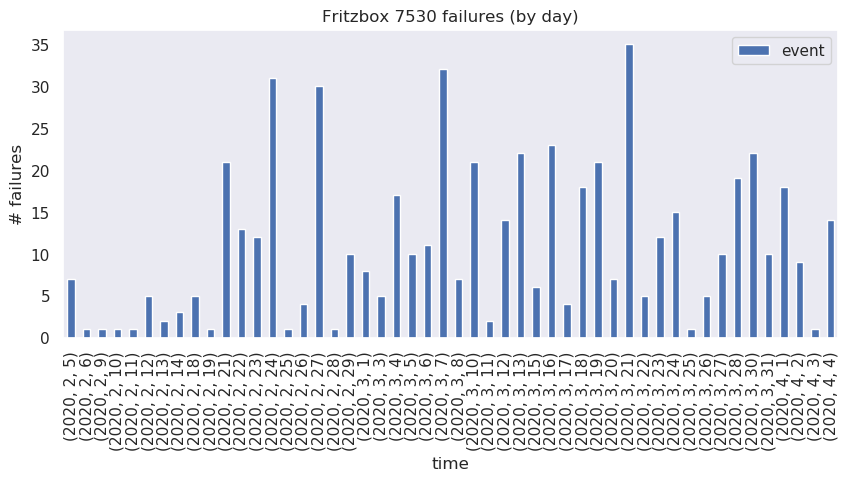 Fritzbox 7530 failures (by day)
event
# failures
35
30
25
20
15
10
5
0
(2020, 2, 5)
(2020, 2, 6)
(2020, 2, 9)
(2020, 2, 10)
(2020, 2, 11)
(2020, 2, 12)
(2020, 2, 13)
(2020, 2, 14)
(2020, 2, 18)
(2020, 2, 19)
(2020, 2, 21)
(2020, 2, 22)
(2020, 2, 23)
(2020, 2, 24)
(2020, 2, 25)
(2020, 2, 26)
(2020, 2, 27)
(2020, 2, 28)
(2020, 2, 29)
(2020, 3, 1)
(2020, 3, 3)
(2020, 3, 4)
(2020, 3, 5)
(2020, 3, 6)
(2020, 3, 7)
(2020, 3, 8)
(2020, 3, 10)
(2020, 3, 11)
(2020, 3, 12)
(2020, 3, 13)
(2020, 3, 15)
(2020, 3, 16)
(2020, 3, 17)
(2020, 3, 18)
(2020, 3, 19)
(2020, 3, 20)
(2020, 3, 21)
(2020, 3, 22)
(2020, 3, 23)
(2020, 3, 24)
(2020, 3, 25)
(2020, 3, 26)
(2020, 3, 27)
(2020, 3, 28)
(2020, 3, 30)
(2020, 3, 31)
(2020, 4, 1)
(2020, 4, 2)
(2020, 4, 3)
(2020, 4, 4)
time